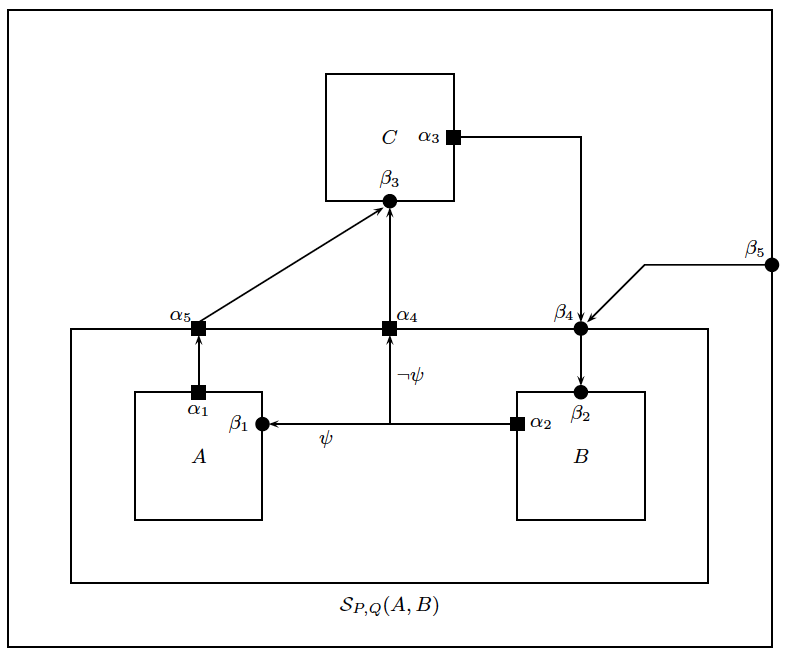 C α₃
β₃
β₅
α₅ α₄ β₄
¬ψ
α₁ β₂
β₁ α₂
ψ
A B
𝒮_{P,Q}(A, B)